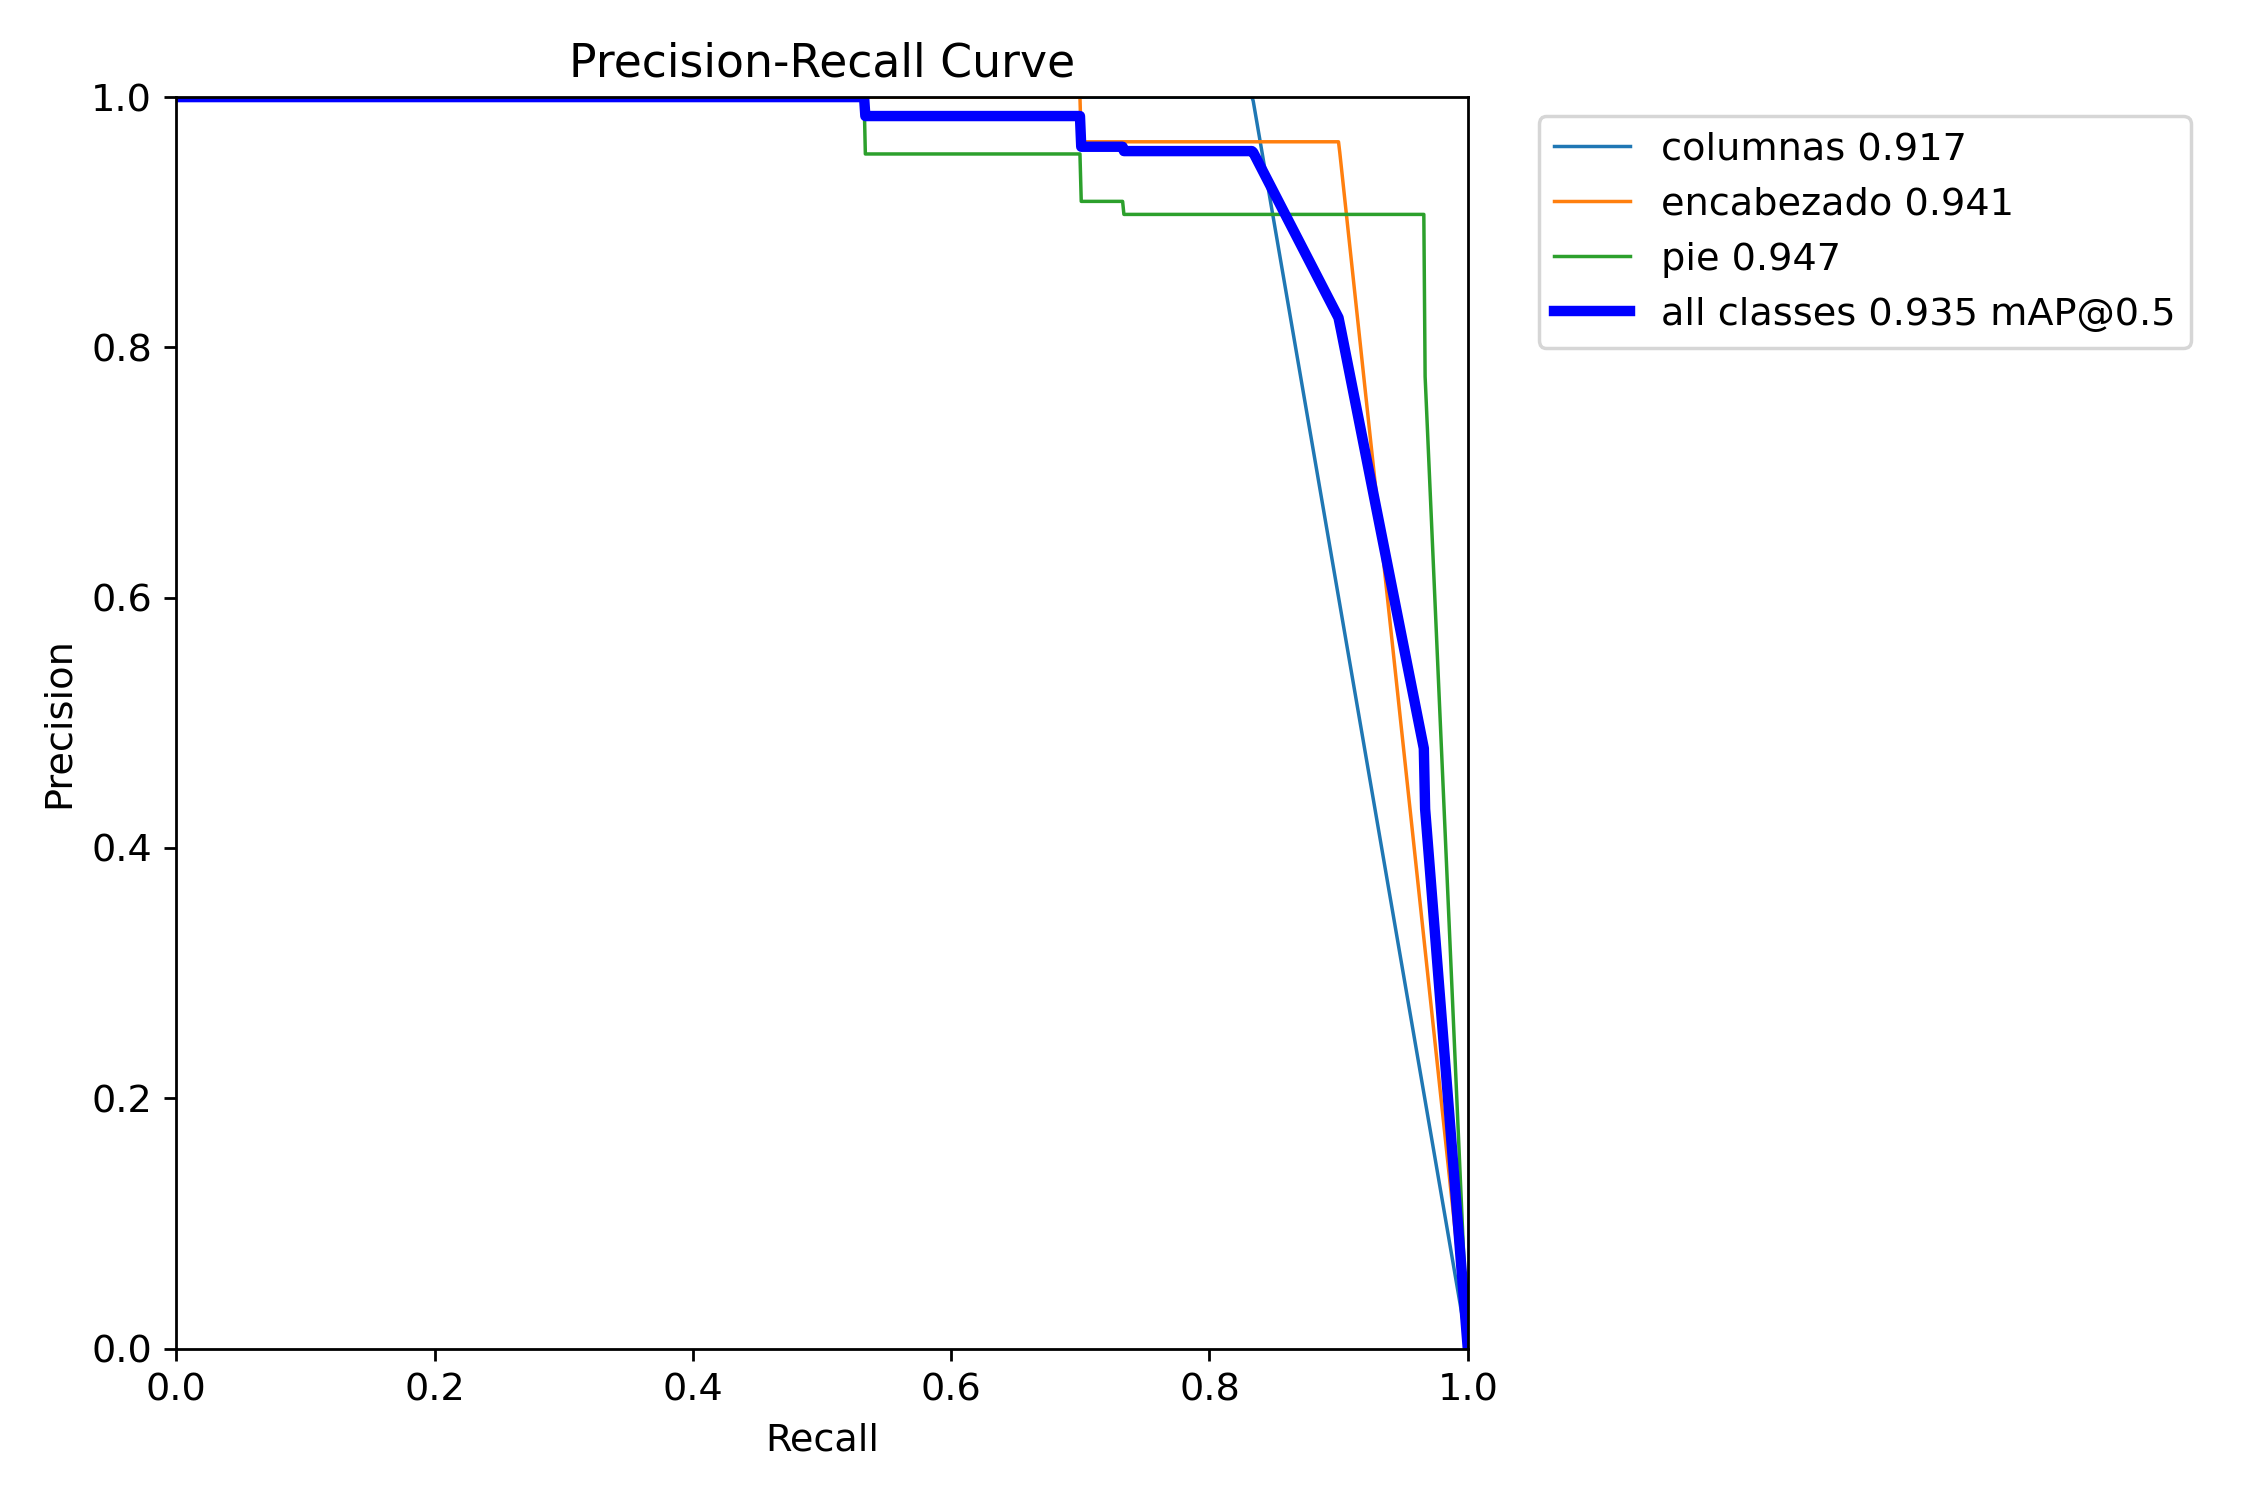 Precision-Recall Curve
1.0
0.8
0.6
0.4
0.2
0.0
Precision
0.0 0.2 0.4 0.6 0.8 1.0
Recall
columnas 0.917
encabezado 0.941
pie 0.947
all classes 0.935 mAP@0.5